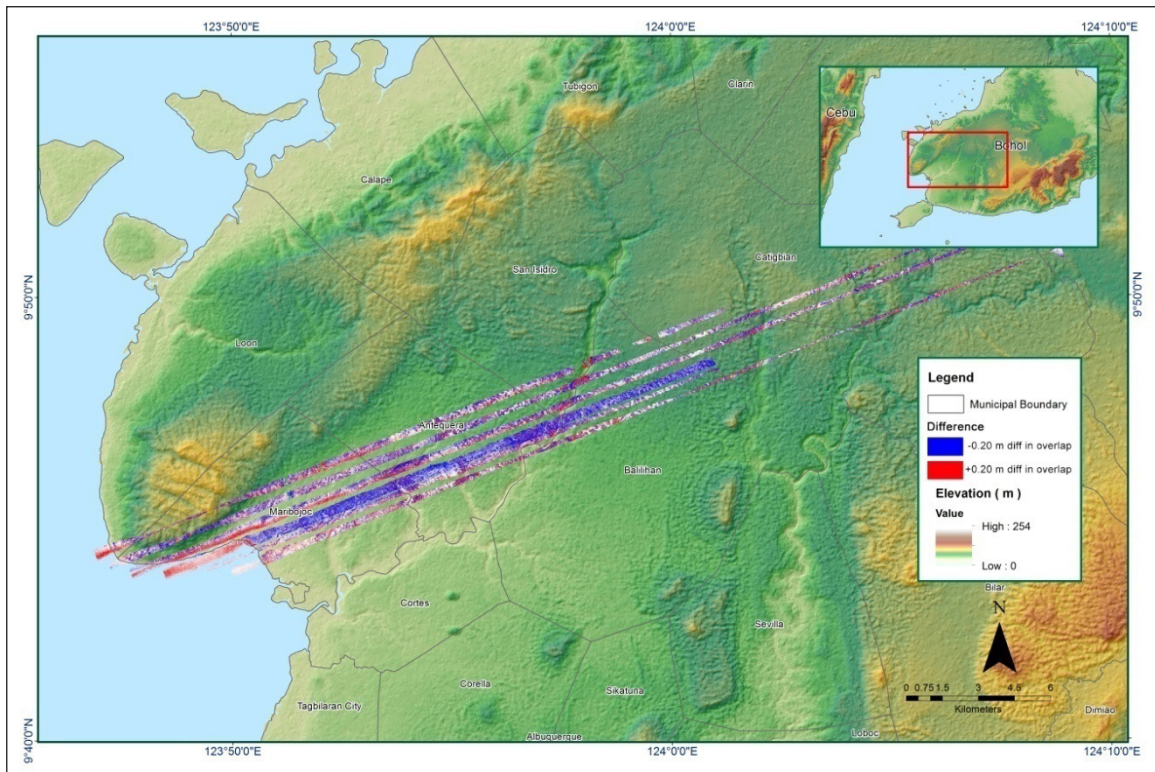 123°50'0"E
124°0'0"E
124°10'0"E
Tubigon
Clarin
Cebu
Bohol
Calape
San Isidro
Catigbian
9°50'0"N
9°50'0"N
Loon
Antequera
Balilihan
Maribojoc
Legend
Municipal Boundary
Difference
-0.20 m diff in overlap
+0.20 m diff in overlap
Elevation ( m )
Value
High : 254
Low : 0
Bilar
N
Cortes
Sevilla
Corella
Sikatuna
Tagbilaran City
0 0.75 1.5 3 4.5 6
Kilometers
Dimiao
Albuquerque
Loboc
9°40'0"N
123°50'0"E
124°0'0"E
124°10'0"E